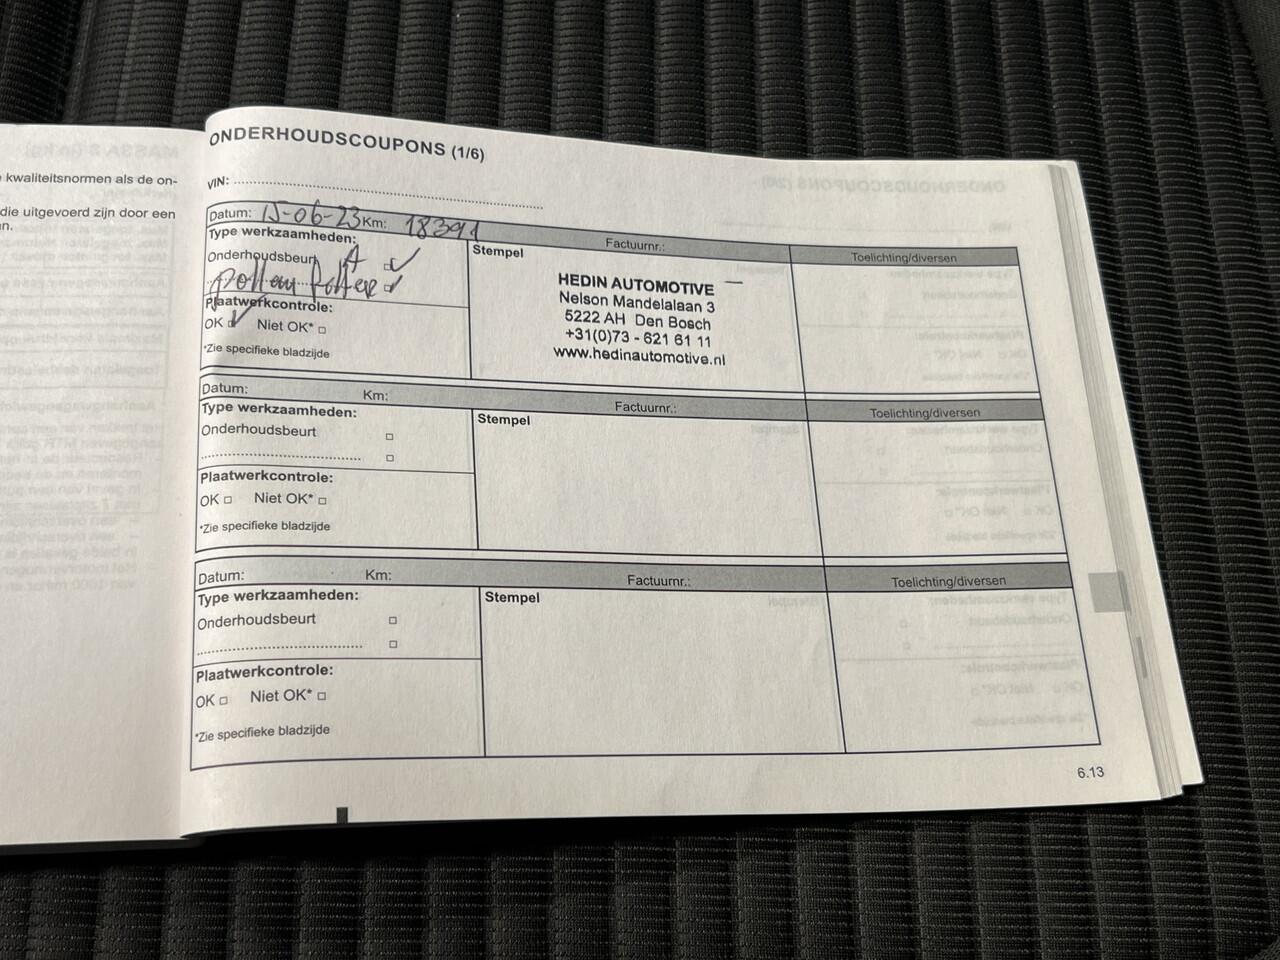 kwaliteitsnormen als de on-
die uitgevoerd zijn door een
n.
ONDERHOUDSCOUPONS (1/6)
VIN:
Datum: 15-06-23 Km: 18391
Factuurnr.:
Toelichting/diversen
Type werkzaamheden:
Onderhoudsbeurt A
Plaatwerkcontrole:
OK Niet OK*
*Zie specifieke bladzijde
Stempel
HEDIN AUTOMOTIVE
Nelson Mandelalaan 3
5222 AH Den Bosch
+31(0)73 - 621 61 11
www.hedinautomotive.nl
Datum: Km:
Factuurnr.:
Toelichting/diversen
Type werkzaamheden:
Onderhoudsbeurt
Plaatwerkcontrole:
OK Niet OK*
*Zie specifieke bladzijde
Stempel
Datum: Km:
Factuurnr.:
Toelichting/diversen
Type werkzaamheden:
Onderhoudsbeurt
Plaatwerkcontrole:
OK Niet OK*
*Zie specifieke bladzijde
Stempel
6.13